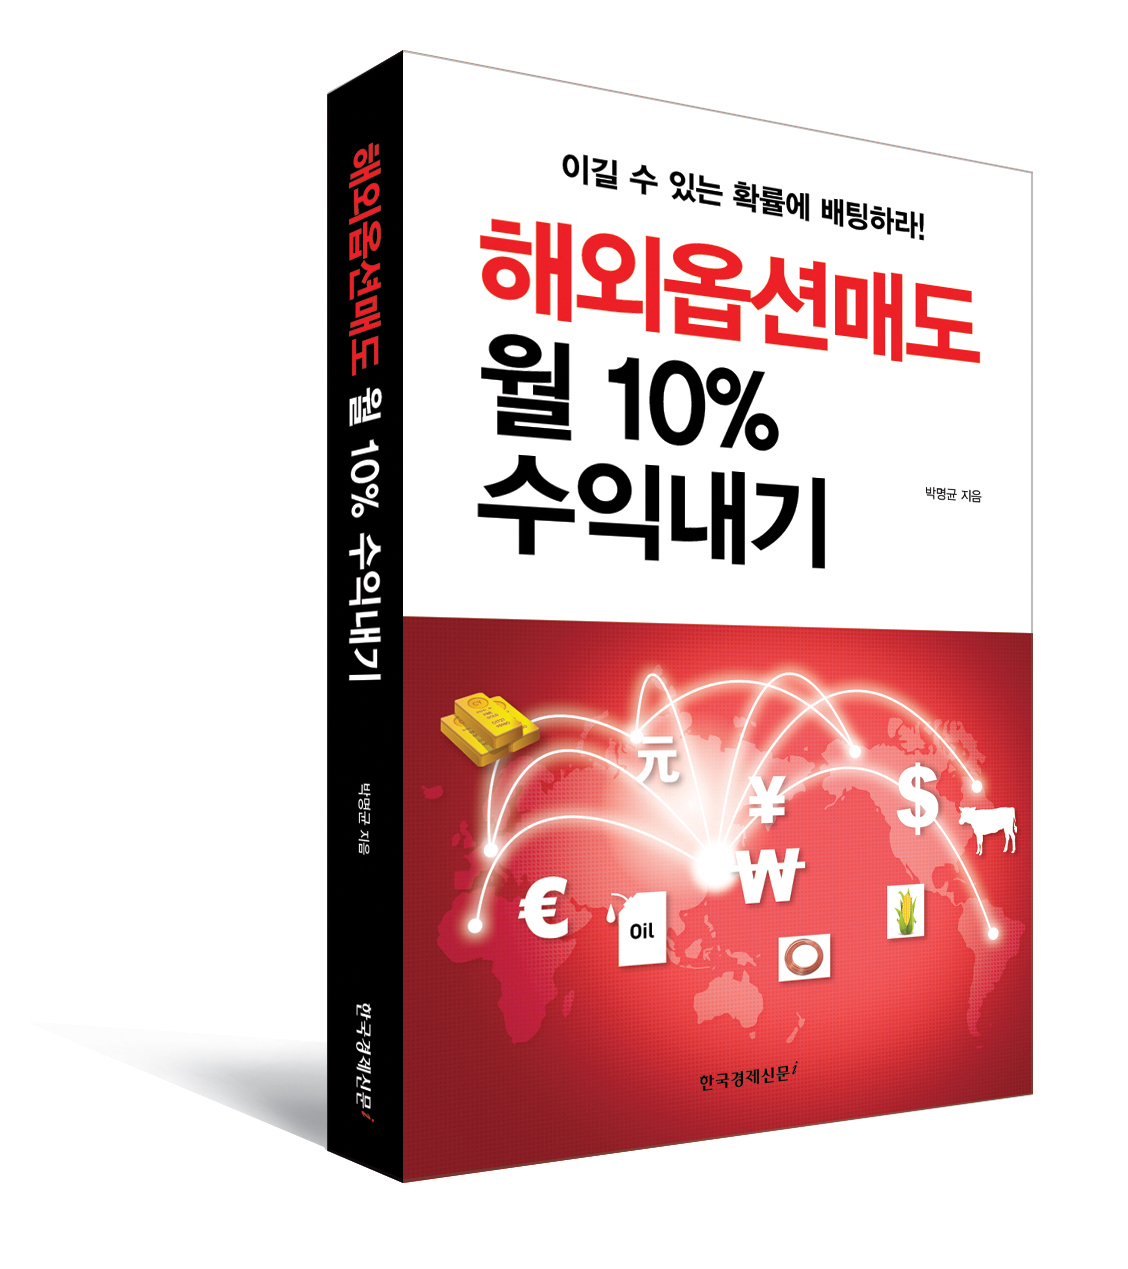 이길 수 있는 확률에 배팅하라!
해외옵션매도
월 10%
수익내기
박명균 지음
元
¥
$
₩
€
Oil
한국경제신문i
해외옵션매도 월 10% 수익내기
박명균 지음
한국경제신문i